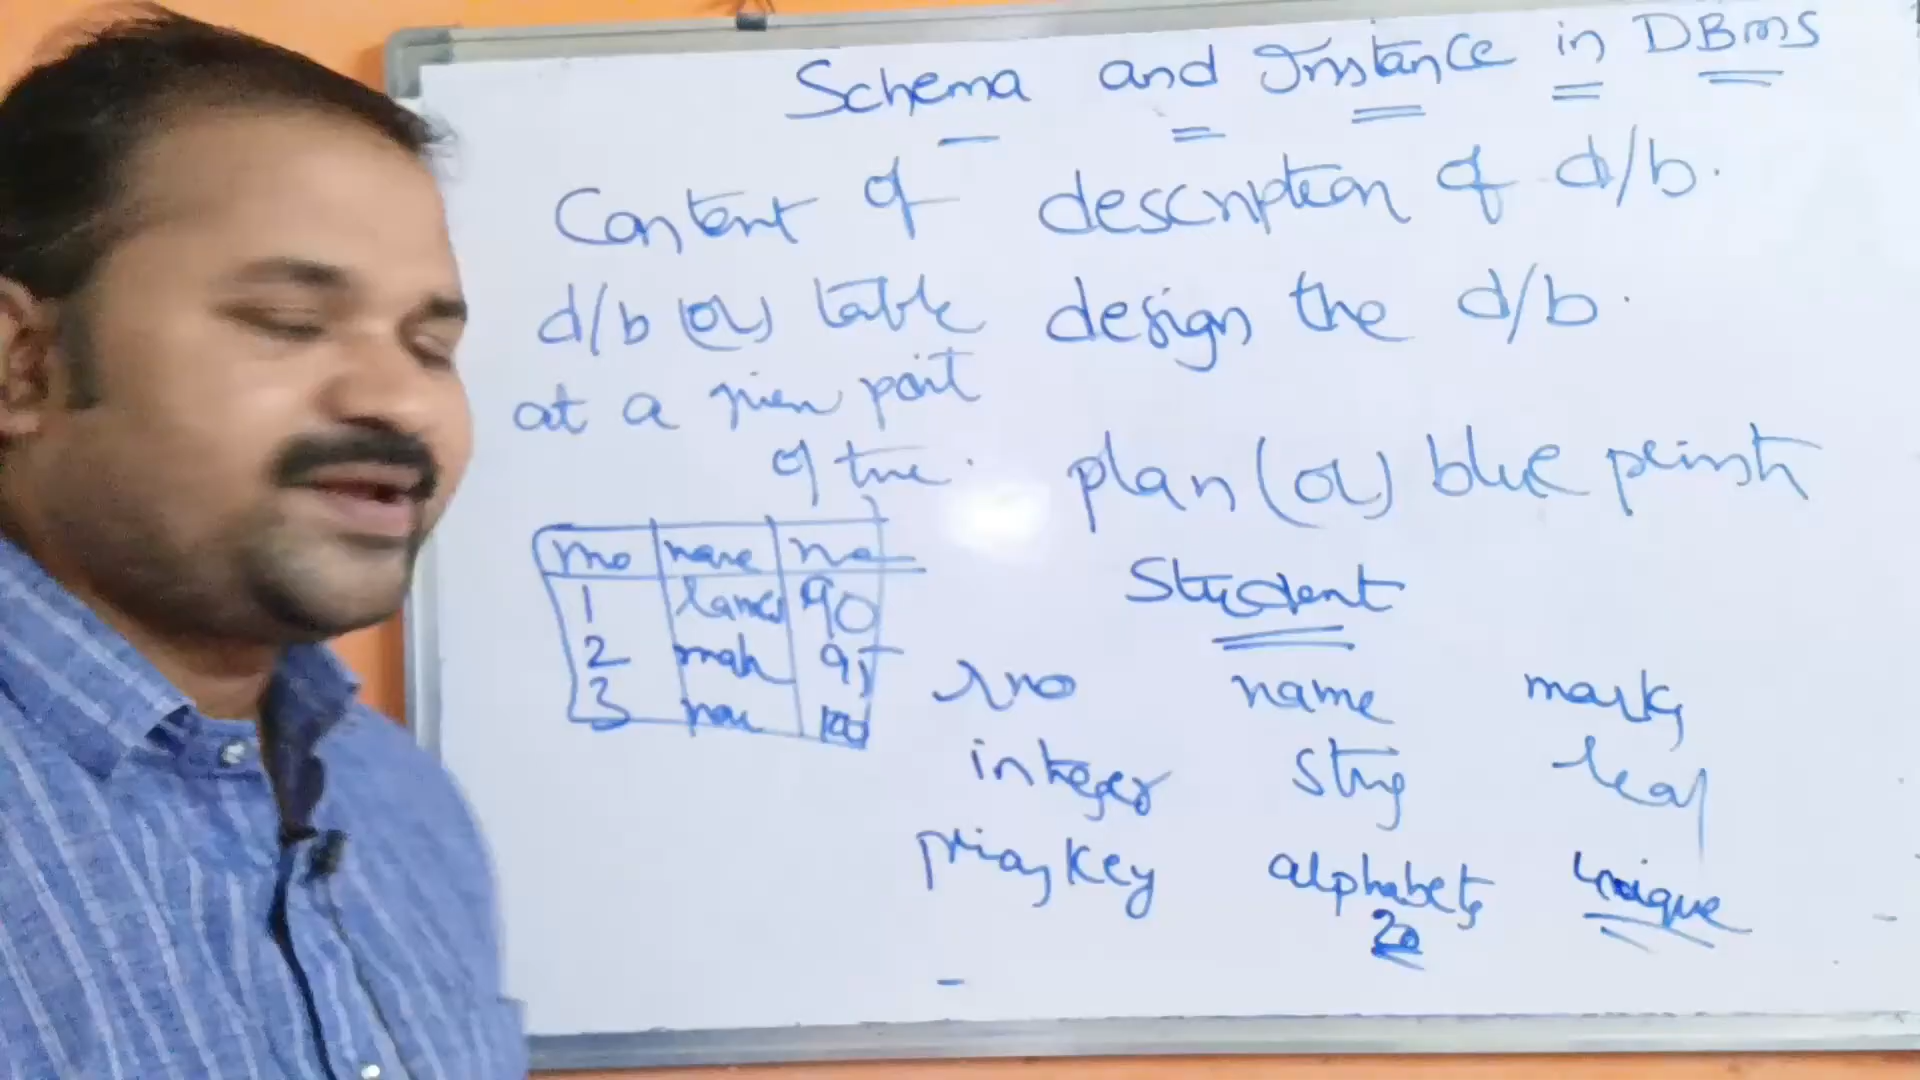 Schema and Instance in DBMS
Content of
d/b (or) table
at a given point
of time.
rno name
1 90
2 mah 95
3 100
description of d/b.
design the d/b.
plan (or) blue print
Student
rno name marks
integer string real
primary key alphabets unique
20